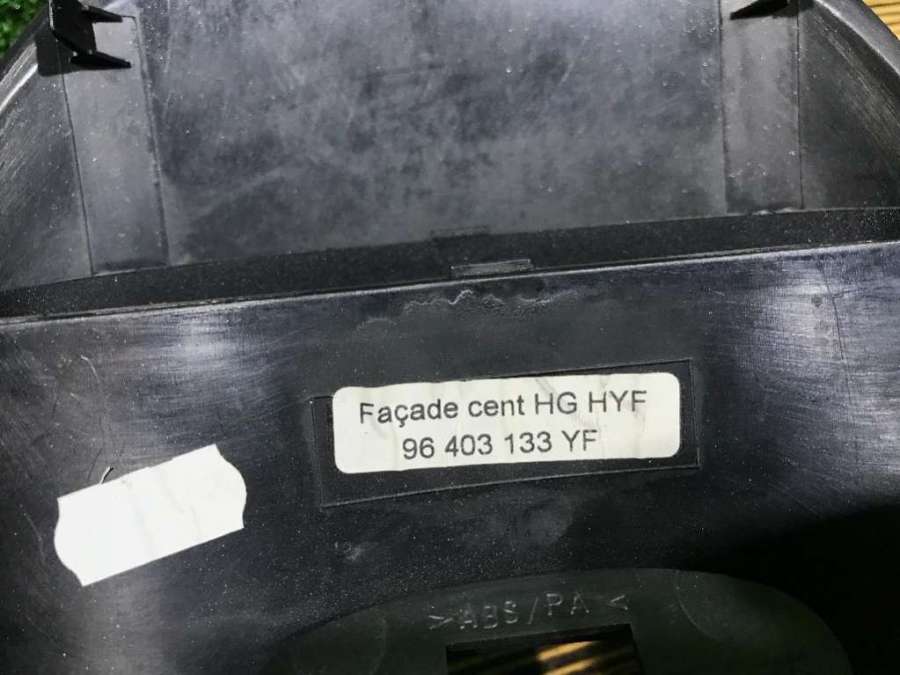 Façade cent HG HYF
96 403 133 YF
>ABS/PA<